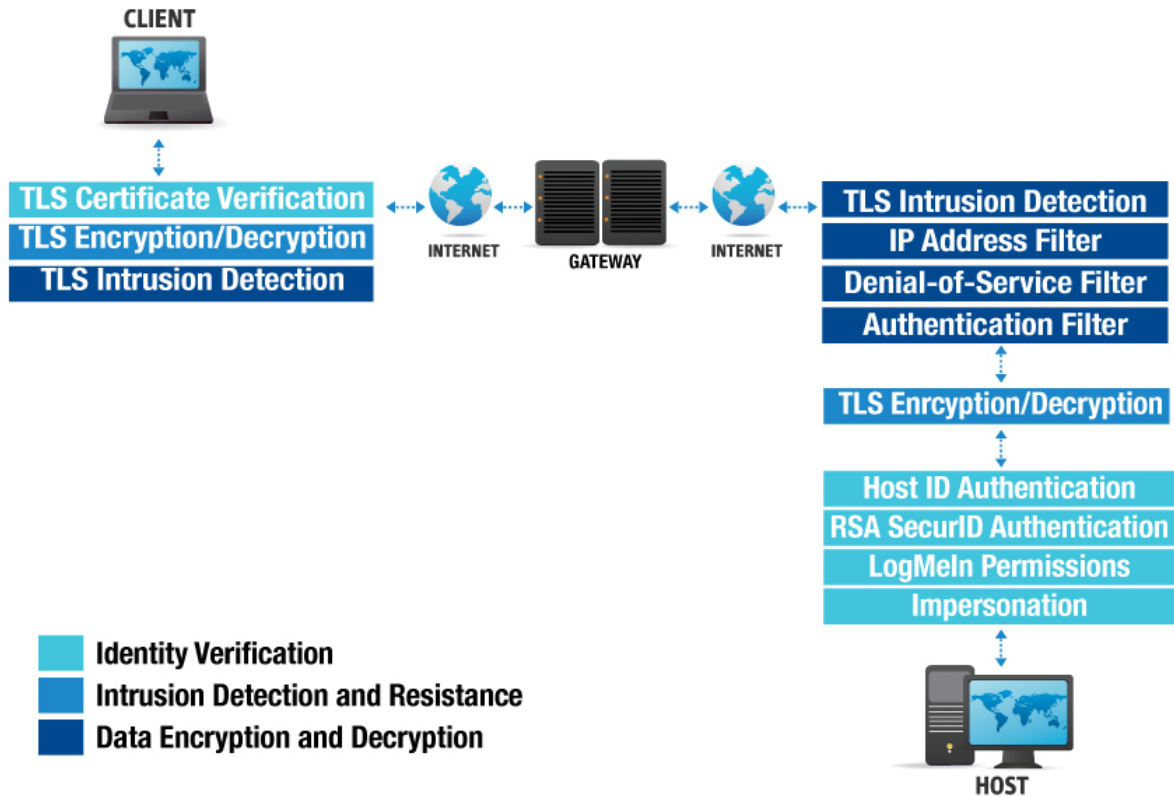 CLIENT
TLS Certificate Verification
TLS Encryption/Decryption
TLS Intrusion Detection
INTERNET
GATEWAY
INTERNET
TLS Intrusion Detection
IP Address Filter
Denial-of-Service Filter
Authentication Filter
TLS Enrcyption/Decryption
Host ID Authentication
RSA SecurID Authentication
LogMeIn Permissions
Impersonation
HOST
Identity Verification
Intrusion Detection and Resistance
Data Encryption and Decryption